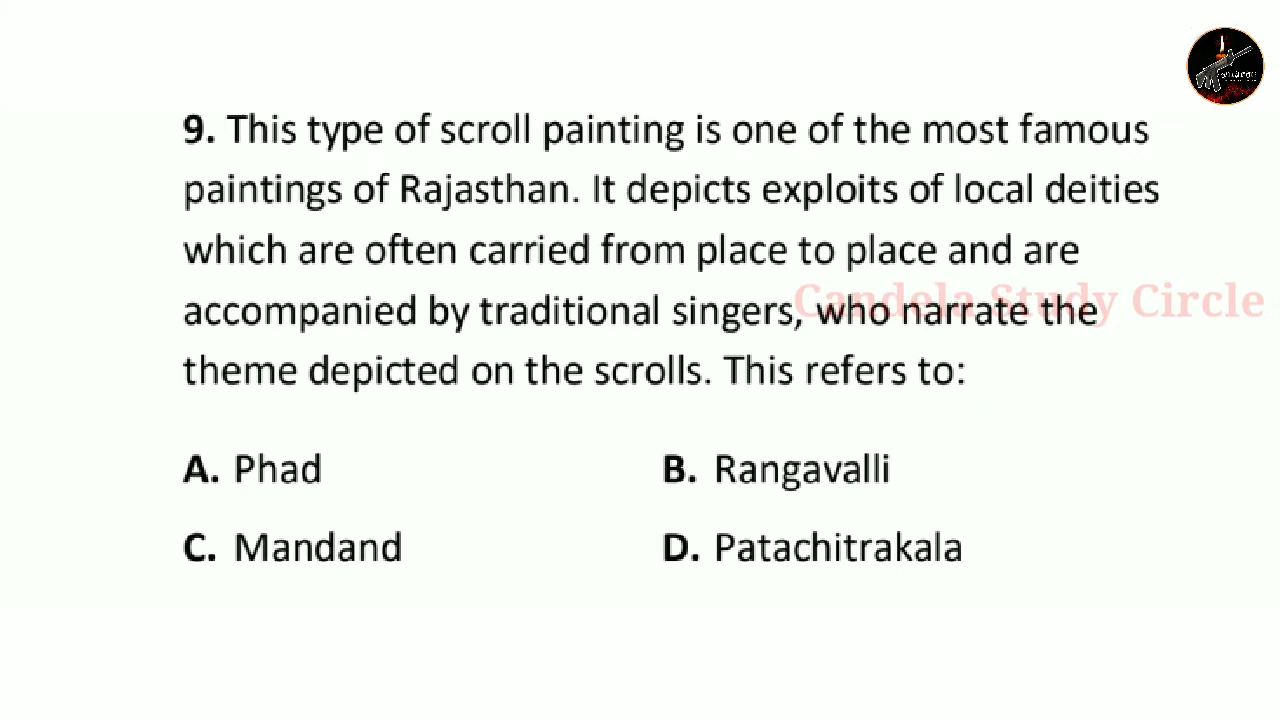 9. This type of scroll painting is one of the most famous
paintings of Rajasthan. It depicts exploits of local deities
which are often carried from place to place and are
Candela Study Circle
accompanied by traditional singers, who narrate the
theme depicted on the scrolls. This refers to:
A. Phad
B. Rangavalli
C. Mandand
D. Patachitrakala